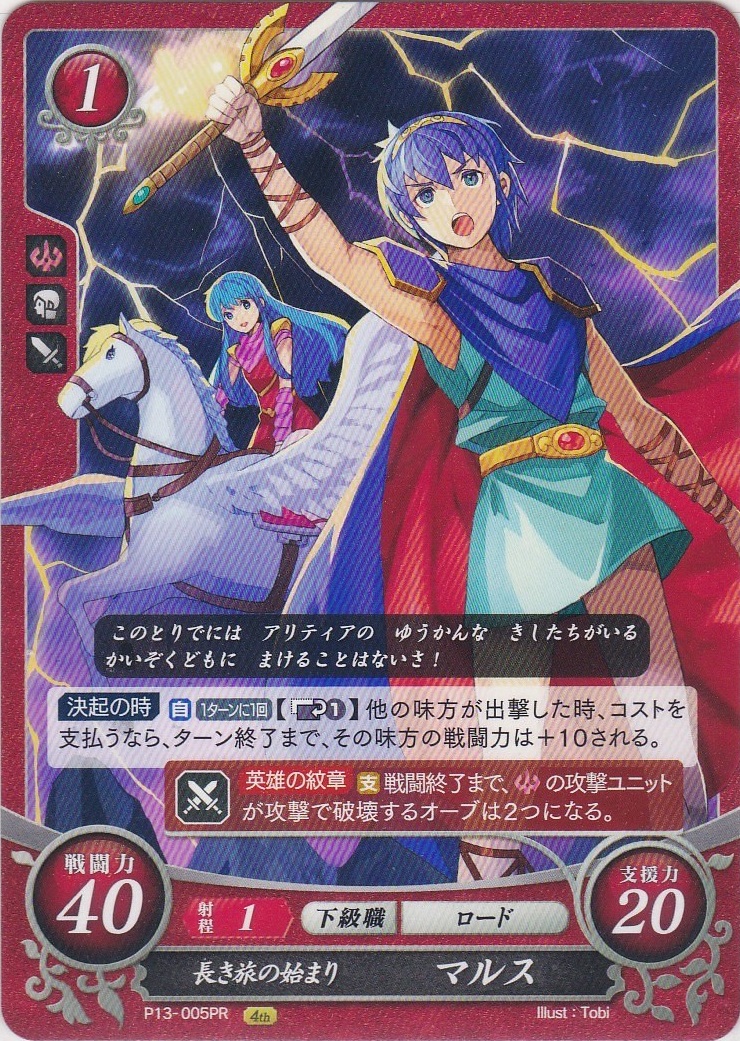 1
このとりでには　アリティアの　ゆうかんな　きしたちがいる
かいぞくどもに　まけることはないさ！
決起の時 自 1ターンに1回 【1】他の味方が出撃した時、コストを
支払うなら、ターン終了まで、その味方の戦闘力は＋10される。
英雄の紋章 支 戦闘終了まで、の攻撃ユニット
が攻撃で破壊するオーブは2つになる。
戦闘力
40
射程 1 下級職 ロード
支援力
20
長き旅の始まり マルス
P13-005PR 4th Illust : Tobi